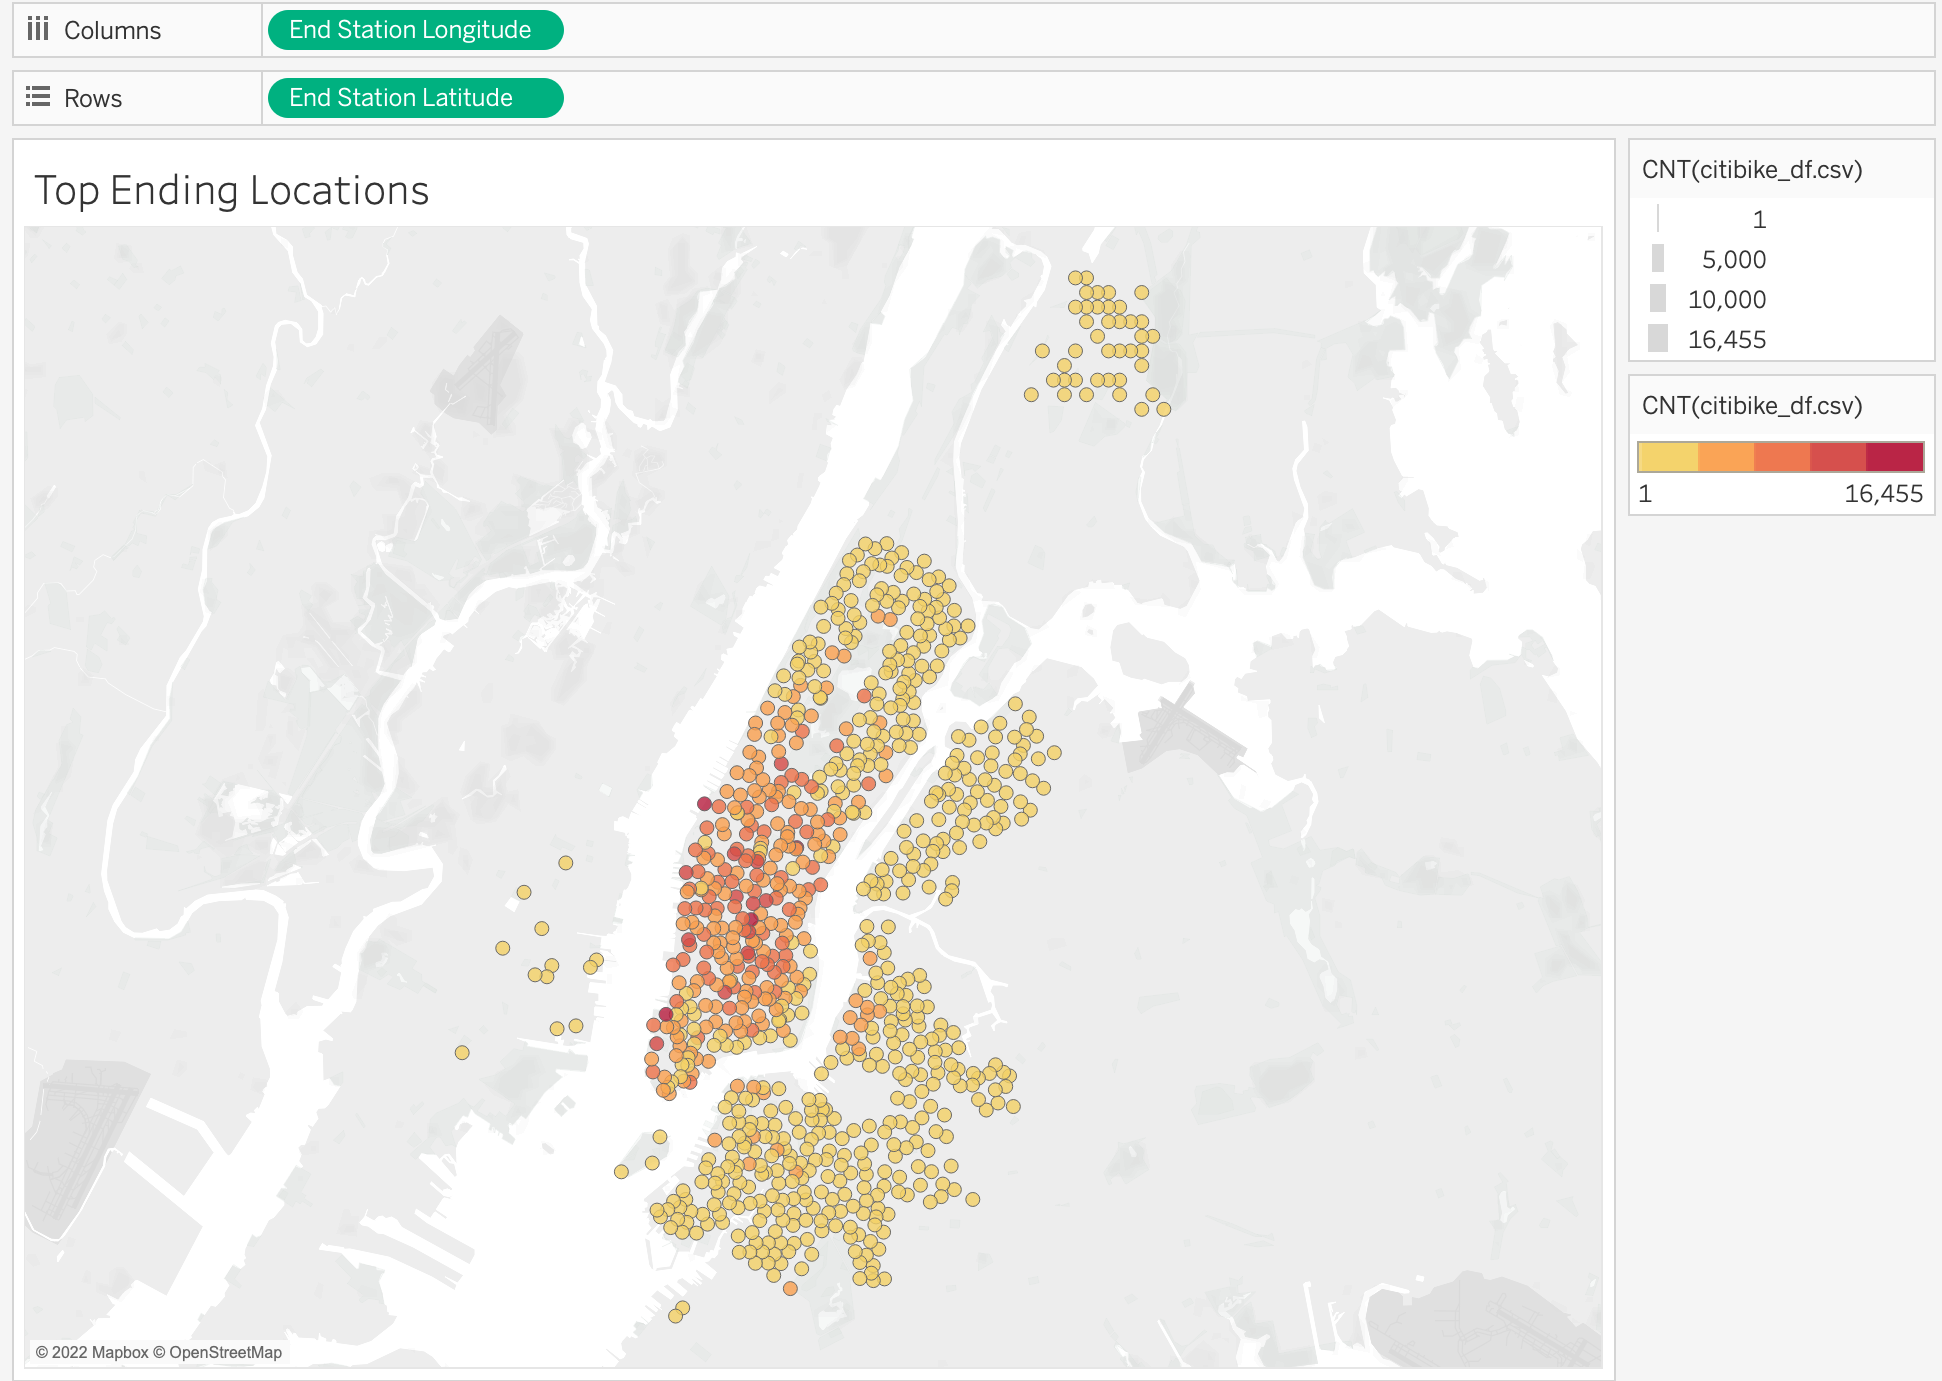 Columns
End Station Longitude
Rows
End Station Latitude
Top Ending Locations
CNT(citibike_df.csv)
1
5,000
10,000
16,455
CNT(citibike_df.csv)
1 16,455
© 2022 Mapbox © OpenStreetMap